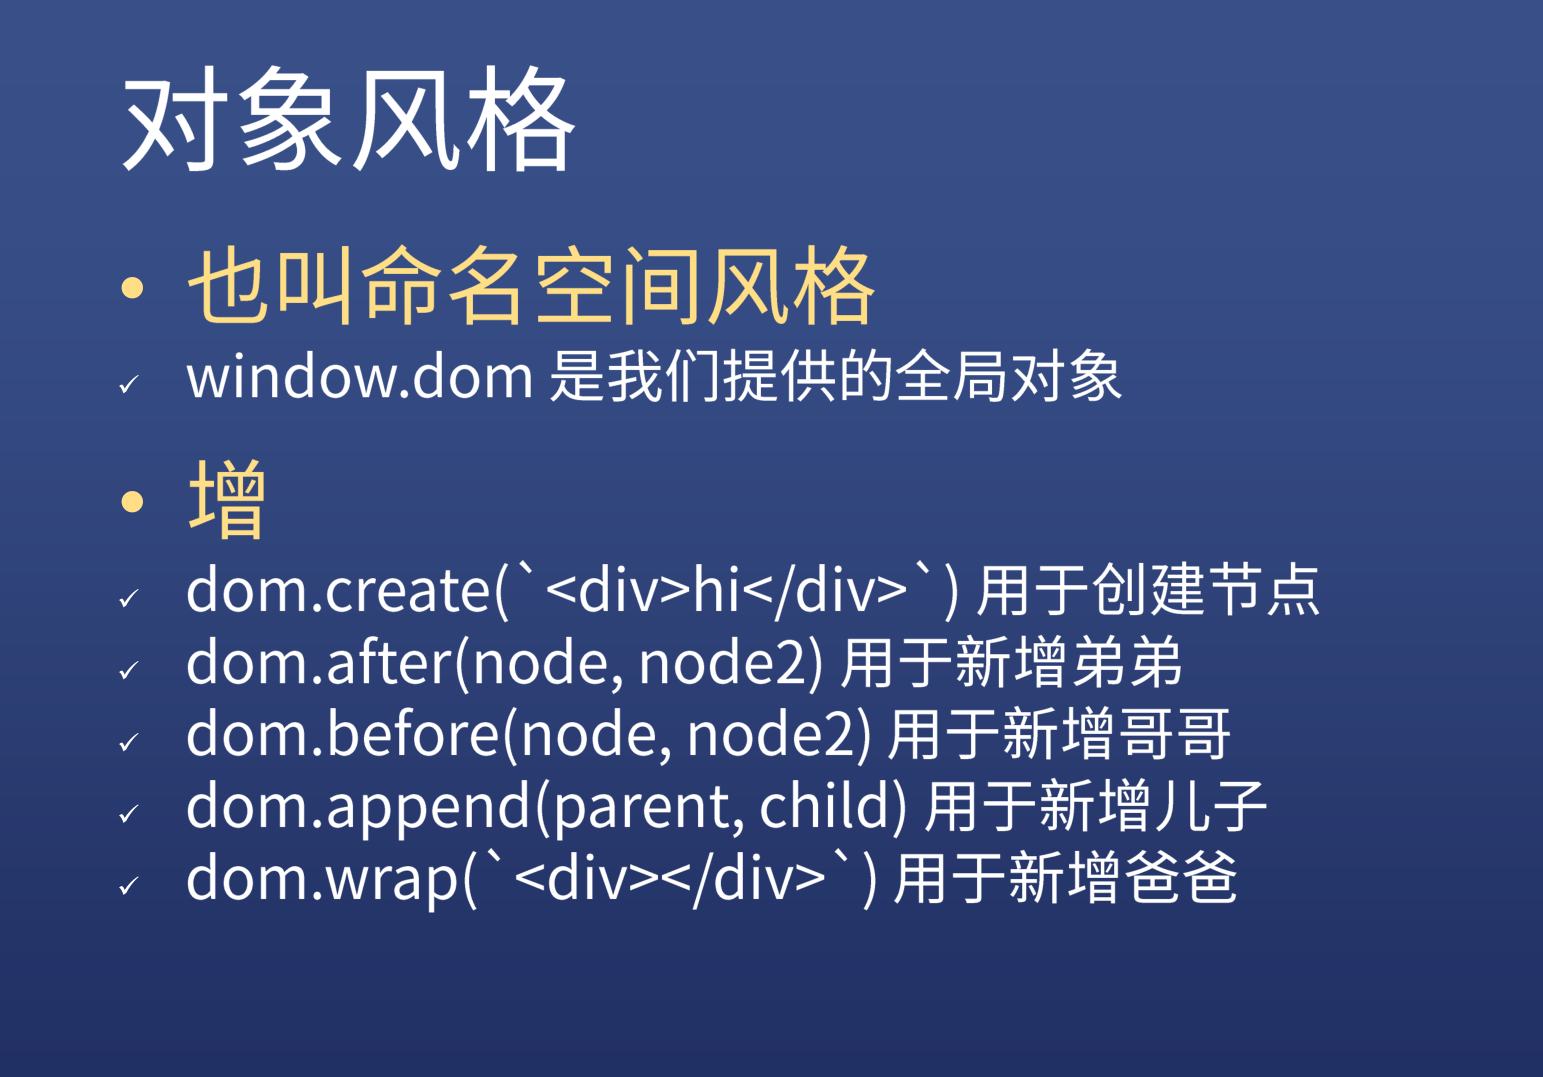 对象风格
• 也叫命名空间风格
✓ window.dom 是我们提供的全局对象
• 增
✓ dom.create(`<div>hi</div>`) 用于创建节点
✓ dom.after(node, node2) 用于新增弟弟
✓ dom.before(node, node2) 用于新增哥哥
✓ dom.append(parent, child) 用于新增儿子
✓ dom.wrap(`<div></div>`) 用于新增爸爸